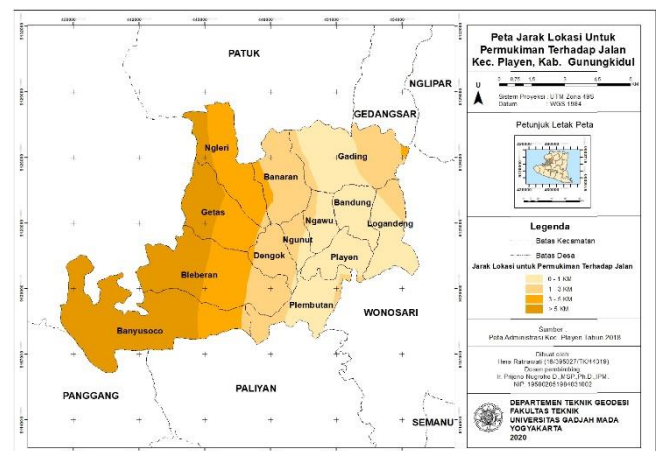 PATUK
NGLIPAR
GEDANGSAR
Ngleri
Gading
Banaran
Bandung
Getas
Ngawu
Logandeng
Ngunut
Dengok
Playen
Bleberan
Plembutan
WONOSARI
Banyusoco
PANGGANG
PALIYAN
SEMANU
Peta Jarak Lokasi Untuk
Permukiman Terhadap Jalan
Kec. Playen, Kab. Gunungkidul
U
KM
Sistem Proyeksi : UTM Zona 49S
Datum : WGS 1984
Petunjuk Letak Peta
Legenda
Batas Kecamatan
Batas Desa
Jarak Lokasi untuk Permukiman Terhadap Jalan
0 - 1 KM
1 - 3 KM
3 - 5 KM
> 5 KM
Sumber :
Peta Administrasi Kec. Playen Tahun 2018
Dibuat oleh:
Dosen pembimbing
DEPARTEMEN TEKNIK GEODESI
FAKULTAS TEKNIK
UNIVERSITAS GADJAH MADA
YOGYAKARTA
2020